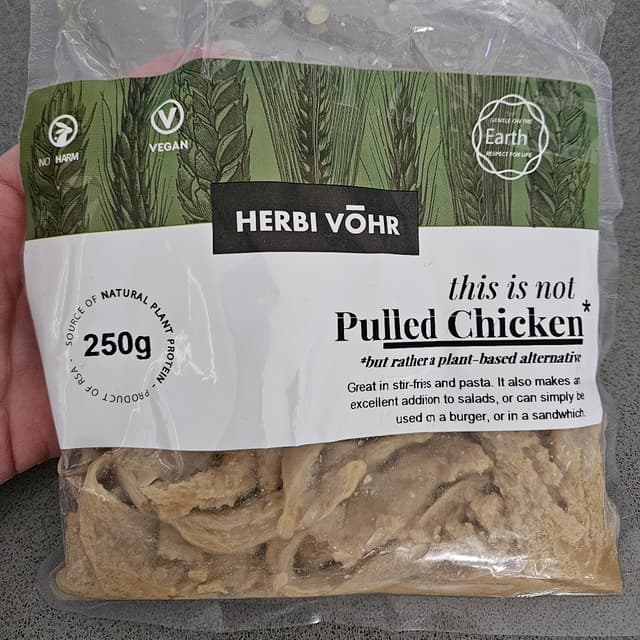 NO HARM
VEGAN
GENTLE ON THE
Earth
RESPECT FOR LIFE
HERBI VŌHR
SOURCE OF NATURAL PLANT PROTEIN - PRODUCT OF RSA -
250g
this is not
Pulled Chicken*
*but rather a plant-based alternative
Great in stir-fries and pasta. It also makes an
excellent addition to salads, or can simply be
used on a burger, or in a sandwhich.